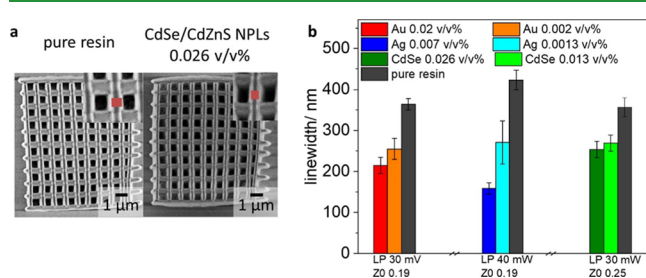 a
pure resin
CdSe/CdZnS NPLs
0.026 v/v%
1 µm
1 µm
b
Au 0.02 v/v%
Au 0.002 v/v%
Ag 0.007 v/v%
Ag 0.0013 v/v%
CdSe 0.026 v/v%
CdSe 0.013 v/v%
pure resin
linewidth/ nm
500
400
300
200
100
0
LP 30 mV
Z0 0.19
LP 40 mW
Z0 0.19
LP 30 mW
Z0 0.25